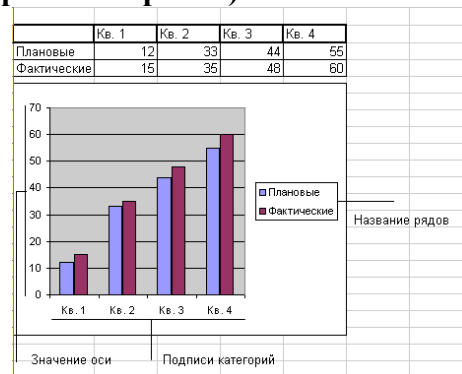 Кв. 1 Кв. 2 Кв. 3 Кв. 4
Плановые 12 33 44 55
Фактические 15 35 48 60
70
60
50
40
30
20
10
0
Кв. 1 Кв. 2 Кв. 3 Кв. 4
Плановые
Фактические
Название рядов
Значение оси
Подписи категорий